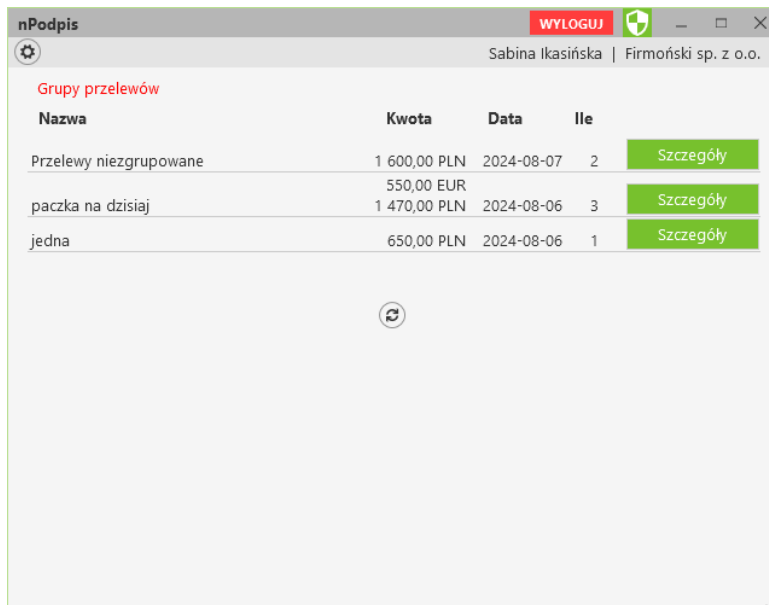 nPodpis WYLOGUJ
Sabina Ikasińska | Firmoński sp. z o.o.
Grupy przelewów
Nazwa Kwota Data Ile
Przelewy niezgrupowane 1 600,00 PLN 2024-08-07 2 Szczegóły
550,00 EUR
paczka na dzisiaj 1 470,00 PLN 2024-08-06 3 Szczegóły
jedna 650,00 PLN 2024-08-06 1 Szczegóły